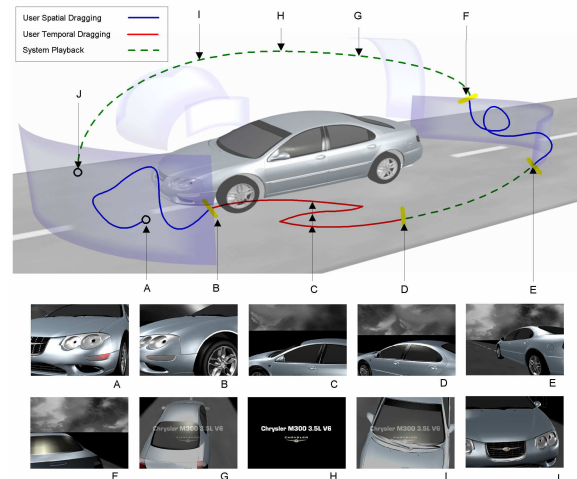 User Spatial Dragging
User Temporal Dragging
System Playback
I
H
G
F
J
A
B
C
D
E
A
B
C
D
E
F
Chrysler M300 3.5L V6
G
Chrysler M300 3.5L V6
CHRYSLER
H
Chrysler M300 3.5L V6
I
J